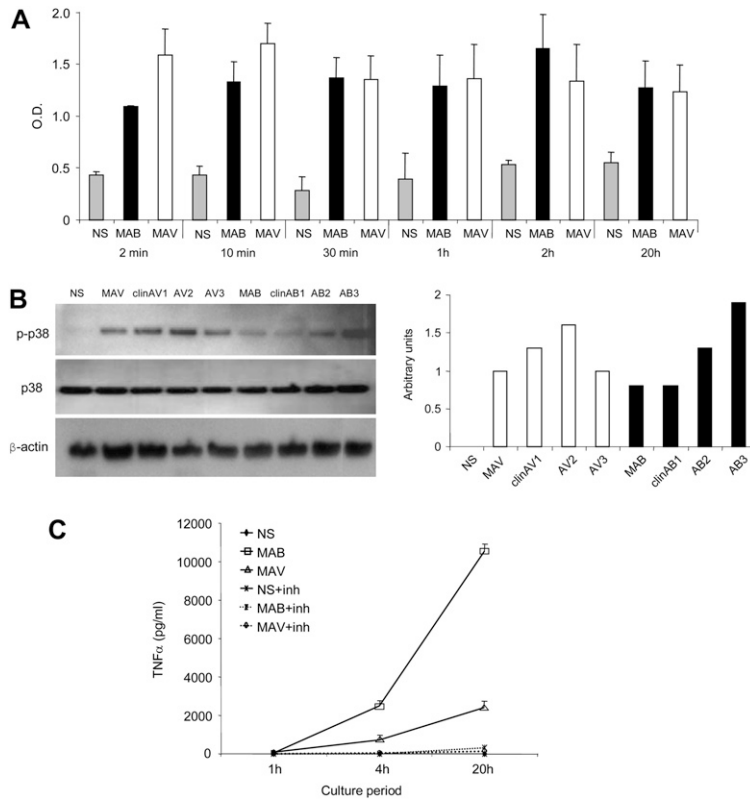 A
2.0
1.5
1.0
0.5
0
O.D.
NS MAB MAV NS MAB MAV NS MAB MAV NS MAB MAV NS MAB MAV NS MAB MAV
2 min 10 min 30 min 1h 2h 20h
B
NS MAV clinAV1 AV2 AV3 MAB clinAB1 AB2 AB3
p-p38
p38
β-actin
2
1.5
1
0.5
0
Arbitrary units
NS MAV clinAV1 AV2 AV3 MAB clinAB1 AB2 AB3
C
12000
10000
8000
6000
4000
2000
0
TNFα (pg/ml)
NS
MAB
MAV
NS+inh
MAB+inh
MAV+inh
1h 4h 20h
Culture period